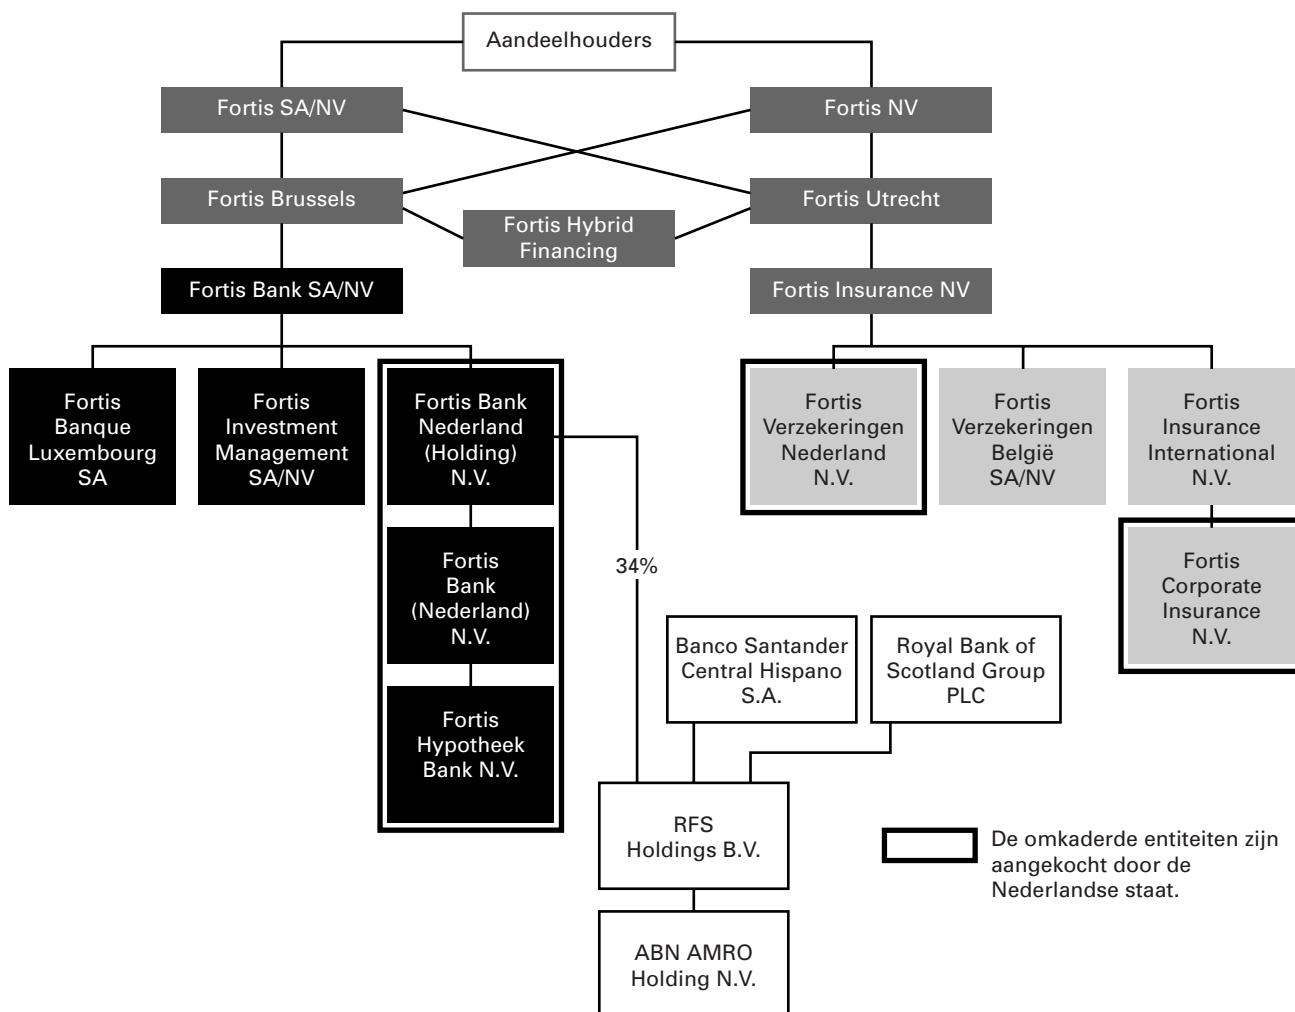 Aandeelhouders
Fortis SA/NV
Fortis NV
Fortis Brussels
Fortis Utrecht
Fortis Hybrid
Financing
Fortis Bank SA/NV
Fortis Insurance NV
Fortis
Banque
Luxembourg
SA
Fortis
Investment
Management
SA/NV
Fortis Bank
Nederland
(Holding)
N.V.
Fortis
Verzekeringen
Nederland
N.V.
Fortis
Verzekeringen
België
SA/NV
Fortis
Insurance
International
N.V.
Fortis
Bank
(Nederland)
N.V.
34%
Fortis
Corporate
Insurance
N.V.
Banco Santander
Central Hispano
S.A.
Royal Bank of
Scotland Group
PLC
Fortis
Hypotheek
Bank N.V.
RFS
Holdings B.V.
De omkaderde entiteiten zijn
aangekocht door de
Nederlandse staat.
ABN AMRO
Holding N.V.